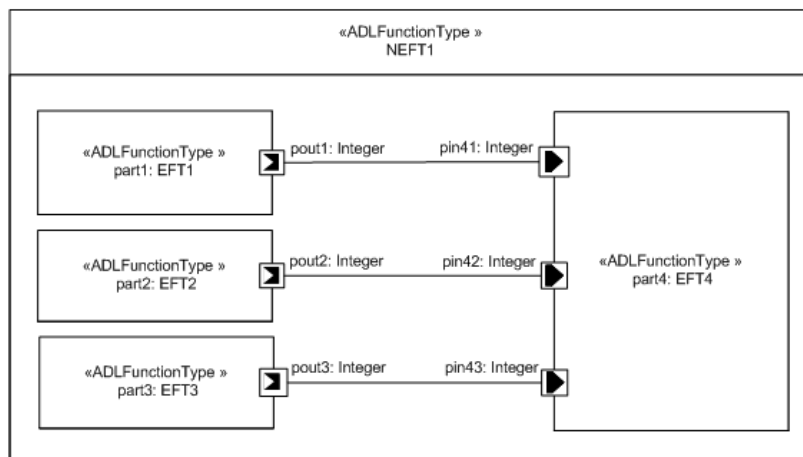 «ADLFunctionType »
NEFT1
«ADLFunctionType »
part1: EFT1
pout1: Integer
pin41: Integer
«ADLFunctionType »
part2: EFT2
pout2: Integer
pin42: Integer
«ADLFunctionType »
part4: EFT4
«ADLFunctionType »
part3: EFT3
pout3: Integer
pin43: Integer